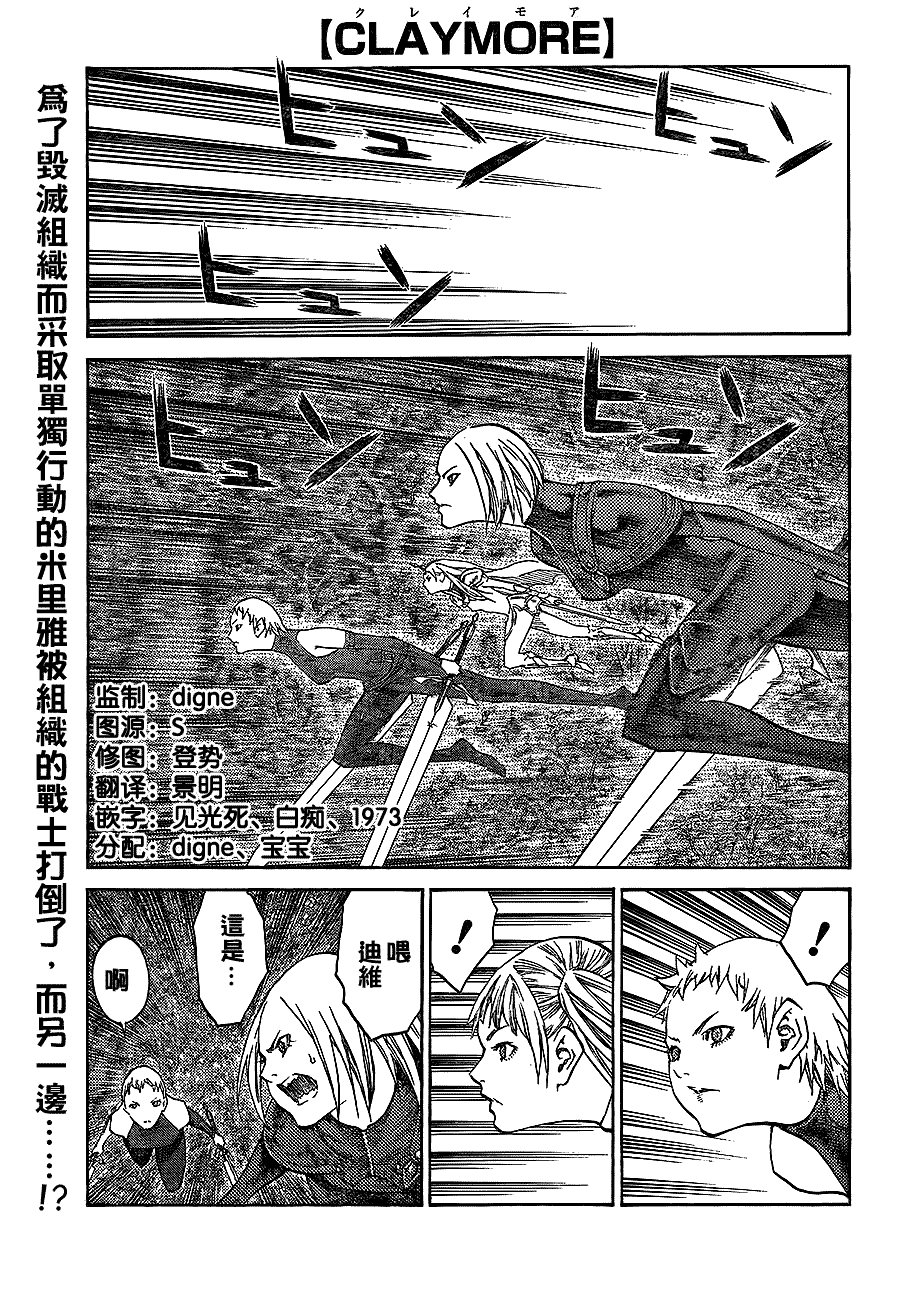 クレイモア
【CLAYMORE】
爲了毀滅組織而采取單獨行動的米里雅被組織的戰士打倒了，而另一邊……!?
ヒュン
ヒュン
ヒュン
ヒュン
ヒュン
监制：digne
图源：S
修图：登势
翻译：景明
嵌字：见光死、白痴、1973
分配：digne、宝宝
！
！
喂
迪維
這是…
啊